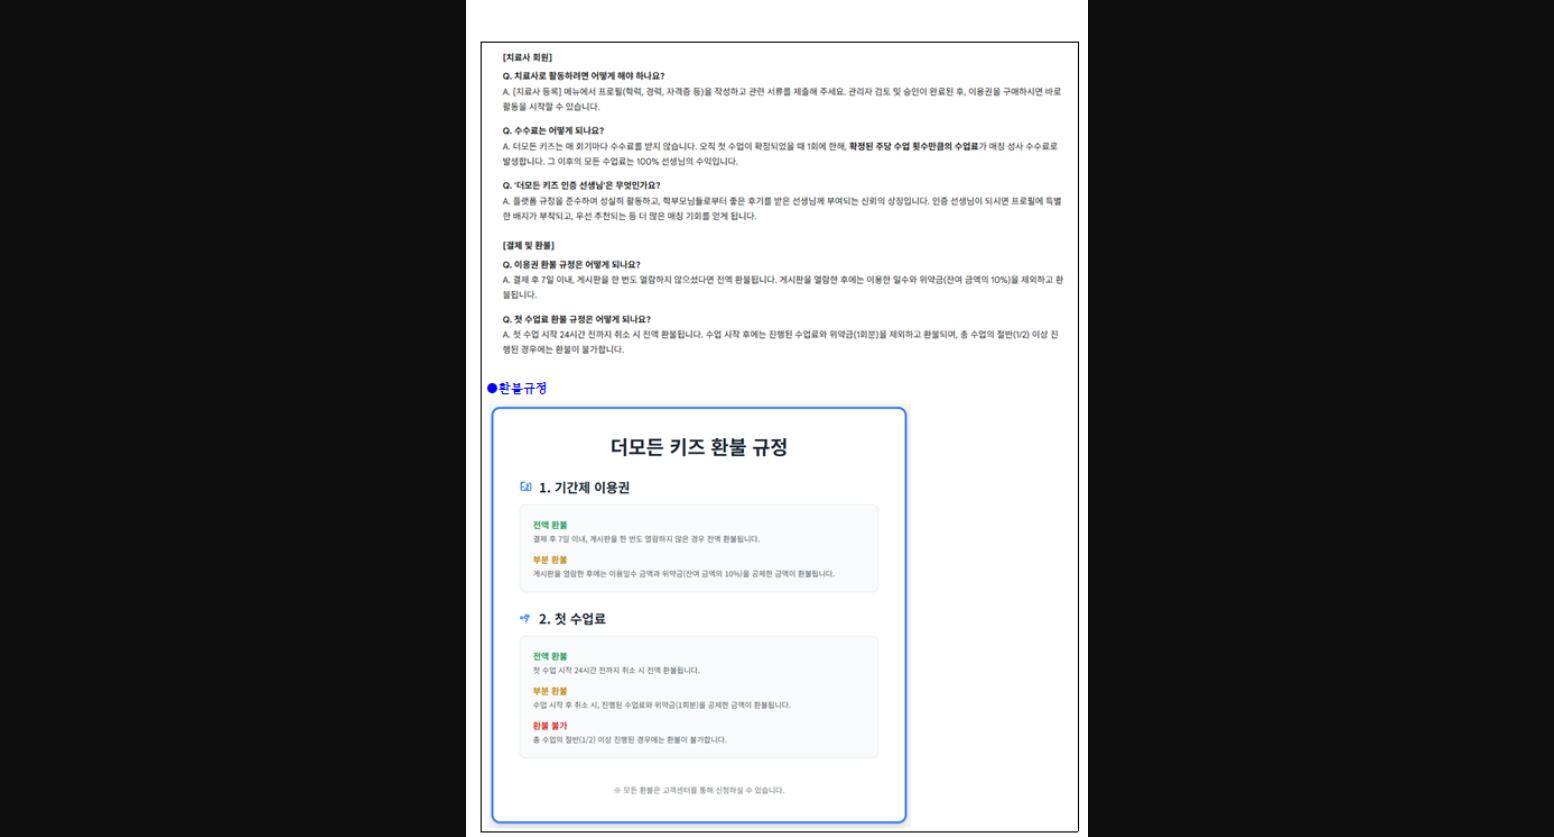 [치료사 회원]
Q. 치료사로 활동하려면 어떻게 해야 하나요?
A. [치료사 등록] 메뉴에서 프로필(학력, 경력, 자격증 등)을 작성하고 관련 서류를 제출해 주세요. 관리자 검토 및 승인이 완료된 후, 이용권을 구매하시면 바로
활동을 시작할 수 있습니다.
Q. 수수료는 어떻게 되나요?
A. 더모든 키즈는 매 회기마다 수수료를 받지 않습니다. 오직 첫 수업이 확정되었을 때 1회에 한해, 확정된 주당 수업 횟수만큼의 수업료가 매칭 성사 수수료로
발생합니다. 그 이후의 모든 수업료는 100% 선생님의 수익입니다.
Q. '더모든 키즈 인증 선생님'은 무엇인가요?
A. 플랫폼 규정을 준수하며 성실히 활동하고, 학부모님들로부터 좋은 후기를 받은 선생님께 부여되는 신뢰의 상징입니다. 인증 선생님이 되시면 프로필에 특별
한 배지가 부착되고, 우선 추천되는 등 더 많은 매칭 기회를 얻게 됩니다.
[결제 및 환불]
Q. 이용권 환불 규정은 어떻게 되나요?
A. 결제 후 7일 이내, 게시판을 한 번도 열람하지 않으셨다면 전액 환불됩니다. 게시판을 열람한 후에는 이용한 일수와 위약금(잔여 금액의 10%)을 제외하고 환
불됩니다.
Q. 첫 수업료 환불 규정은 어떻게 되나요?
A. 첫 수업 시작 24시간 전까지 취소 시 전액 환불됩니다. 수업 시작 후에는 진행된 수업료와 위약금(1회분)을 제외하고 환불되며, 총 수업의 절반(1/2) 이상 진
행된 경우에는 환불이 불가합니다.
●환불규정
더모든 키즈 환불 규정
1. 기간제 이용권
전액 환불
결제 후 7일 이내, 게시판을 한 번도 열람하지 않은 경우 전액 환불됩니다.
부분 환불
게시판을 열람한 후에는 이용일수 금액과 위약금(잔여 금액의 10%)을 공제한 금액이 환불됩니다.
2. 첫 수업료
전액 환불
첫 수업 시작 24시간 전까지 취소 시 전액 환불됩니다.
부분 환불
수업 시작 후 취소 시, 진행된 수업료와 위약금(1회분)을 공제한 금액이 환불됩니다.
환불 불가
총 수업의 절반(1/2) 이상 진행된 경우에는 환불이 불가합니다.
※ 모든 환불은 고객센터를 통해 신청하실 수 있습니다.